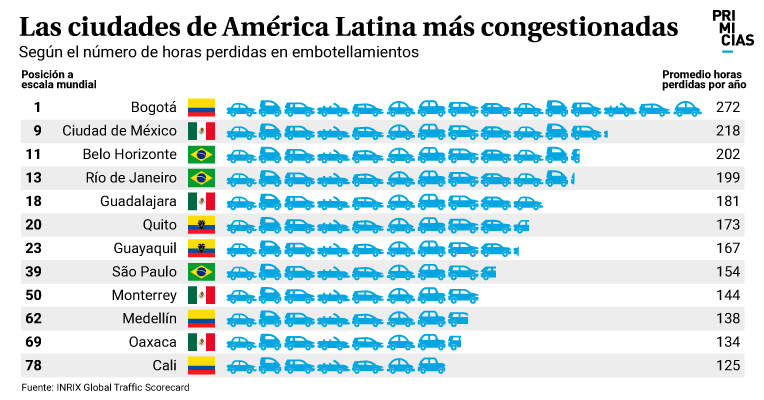 Las ciudades de América Latina más congestionadas
PRI
MI
CIAS
Según el número de horas perdidas en embotellamientos
Posición a
escala mundial
Promedio horas
perdidas por año
1 Bogotá 272
9 Ciudad de México 218
11 Belo Horizonte 202
13 Río de Janeiro 199
18 Guadalajara 181
20 Quito 173
23 Guayaquil 167
39 São Paulo 154
50 Monterrey 144
62 Medellín 138
69 Oaxaca 134
78 Cali 125
Fuente: INRIX Global Traffic Scorecard